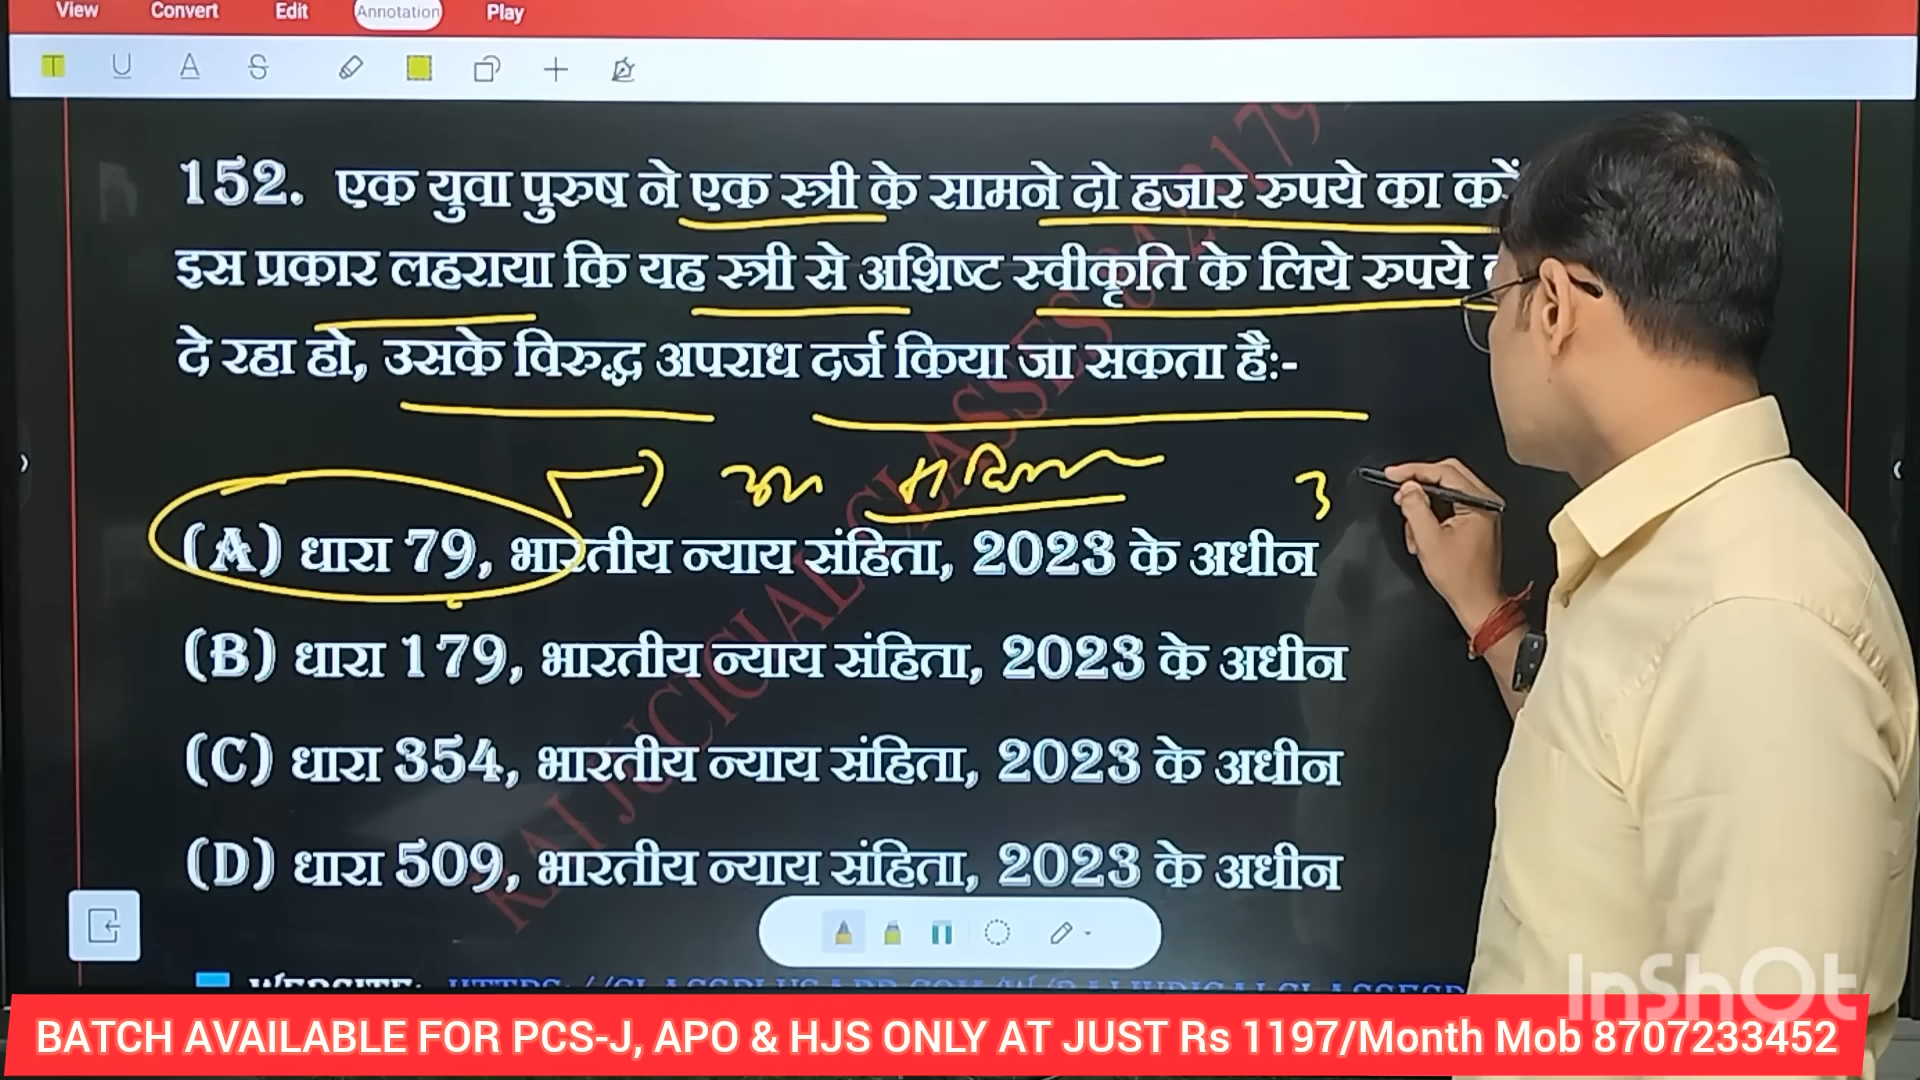 View Convert Edit Annotation Play
152. एक युवा पुरुष ने एक स्त्री के सामने दो हजार रुपये का
इस प्रकार लहराया कि यह स्त्री से अशिष्ट स्वीकृति के लिये रुपये
दे रहा हो, उसके विरुद्ध अपराध दर्ज किया जा सकता है:-
(A) धारा 79, भारतीय न्याय संहिता, 2023 के अधीन
(B) धारा 179, भारतीय न्याय संहिता, 2023 के अधीन
(C) धारा 354, भारतीय न्याय संहिता, 2023 के अधीन
(D) धारा 509, भारतीय न्याय संहिता, 2023 के अधीन
WEBSITE:
InShOt
BATCH AVAILABLE FOR PCS-J, APO & HJS ONLY AT JUST Rs 1197/Month Mob 8707233452